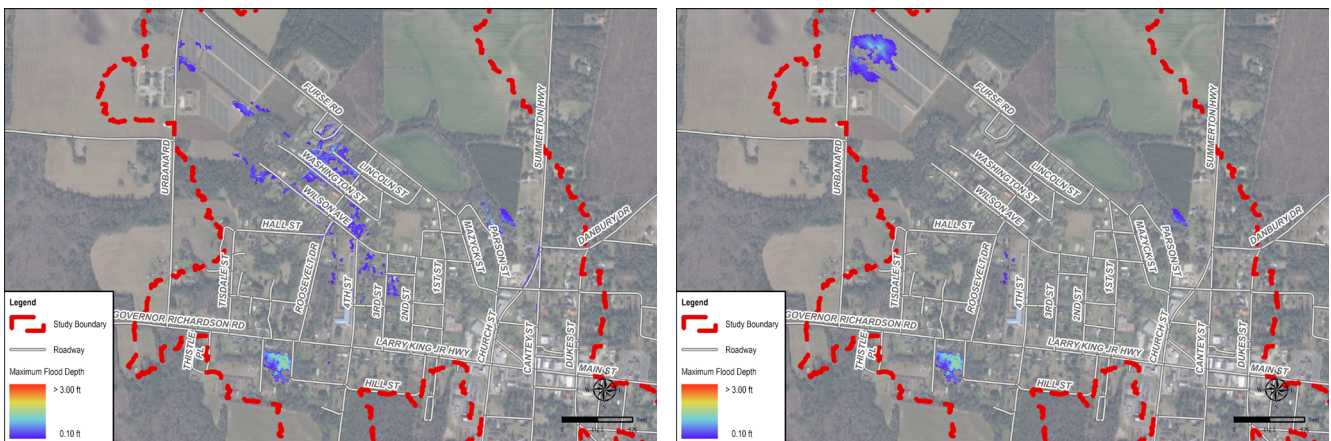 PURSE RD
SUMMERTON HWY
URBANA RD
WASHINGTON ST
LINCOLN ST
WILSON AVE
HALL ST
MAZYCK ST
PARSON ST
DANBURY DR
TISDALE ST
ROOSEVELT DR
4TH ST
3RD ST
2ND ST
1ST ST
Legend
Study Boundary
Roadway
Maximum Flood Depth
> 3.00 ft
0.10 ft
GOVERNOR RICHARDSON RD
THISTLE PL
LARRY KING JR HWY
CHURCH ST
CANTEY ST
DUKES ST
MAIN ST
HILL ST
PURSE RD
SUMMERTON HWY
URBANA RD
WASHINGTON ST
LINCOLN ST
WILSON AVE
HALL ST
MAZYCK ST
PARSON ST
DANBURY DR
TISDALE ST
ROOSEVELT DR
4TH ST
3RD ST
2ND ST
1ST ST
Legend
Study Boundary
Roadway
Maximum Flood Depth
> 3.00 ft
0.10 ft
GOVERNOR RICHARDSON RD
THISTLE PL
LARRY KING JR HWY
CHURCH ST
CANTEY ST
DUKES ST
MAIN ST
HILL ST